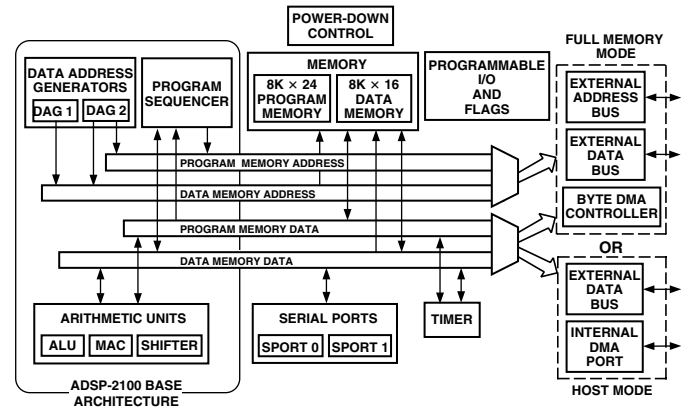 POWER-DOWN
CONTROL
FULL MEMORY
MODE
DATA ADDRESS
GENERATORS
DAG 1
DAG 2
PROGRAM
SEQUENCER
MEMORY
8K × 24
PROGRAM
MEMORY
8K × 16
DATA
MEMORY
PROGRAMMABLE
I/O
AND
FLAGS
EXTERNAL
ADDRESS
BUS
EXTERNAL
DATA
BUS
BYTE DMA
CONTROLLER
PROGRAM MEMORY ADDRESS
DATA MEMORY ADDRESS
PROGRAM MEMORY DATA
DATA MEMORY DATA
OR
EXTERNAL
DATA
BUS
INTERNAL
DMA
PORT
HOST MODE
ARITHMETIC UNITS
ALU
MAC
SHIFTER
SERIAL PORTS
SPORT 0
SPORT 1
TIMER
ADSP-2100 BASE
ARCHITECTURE